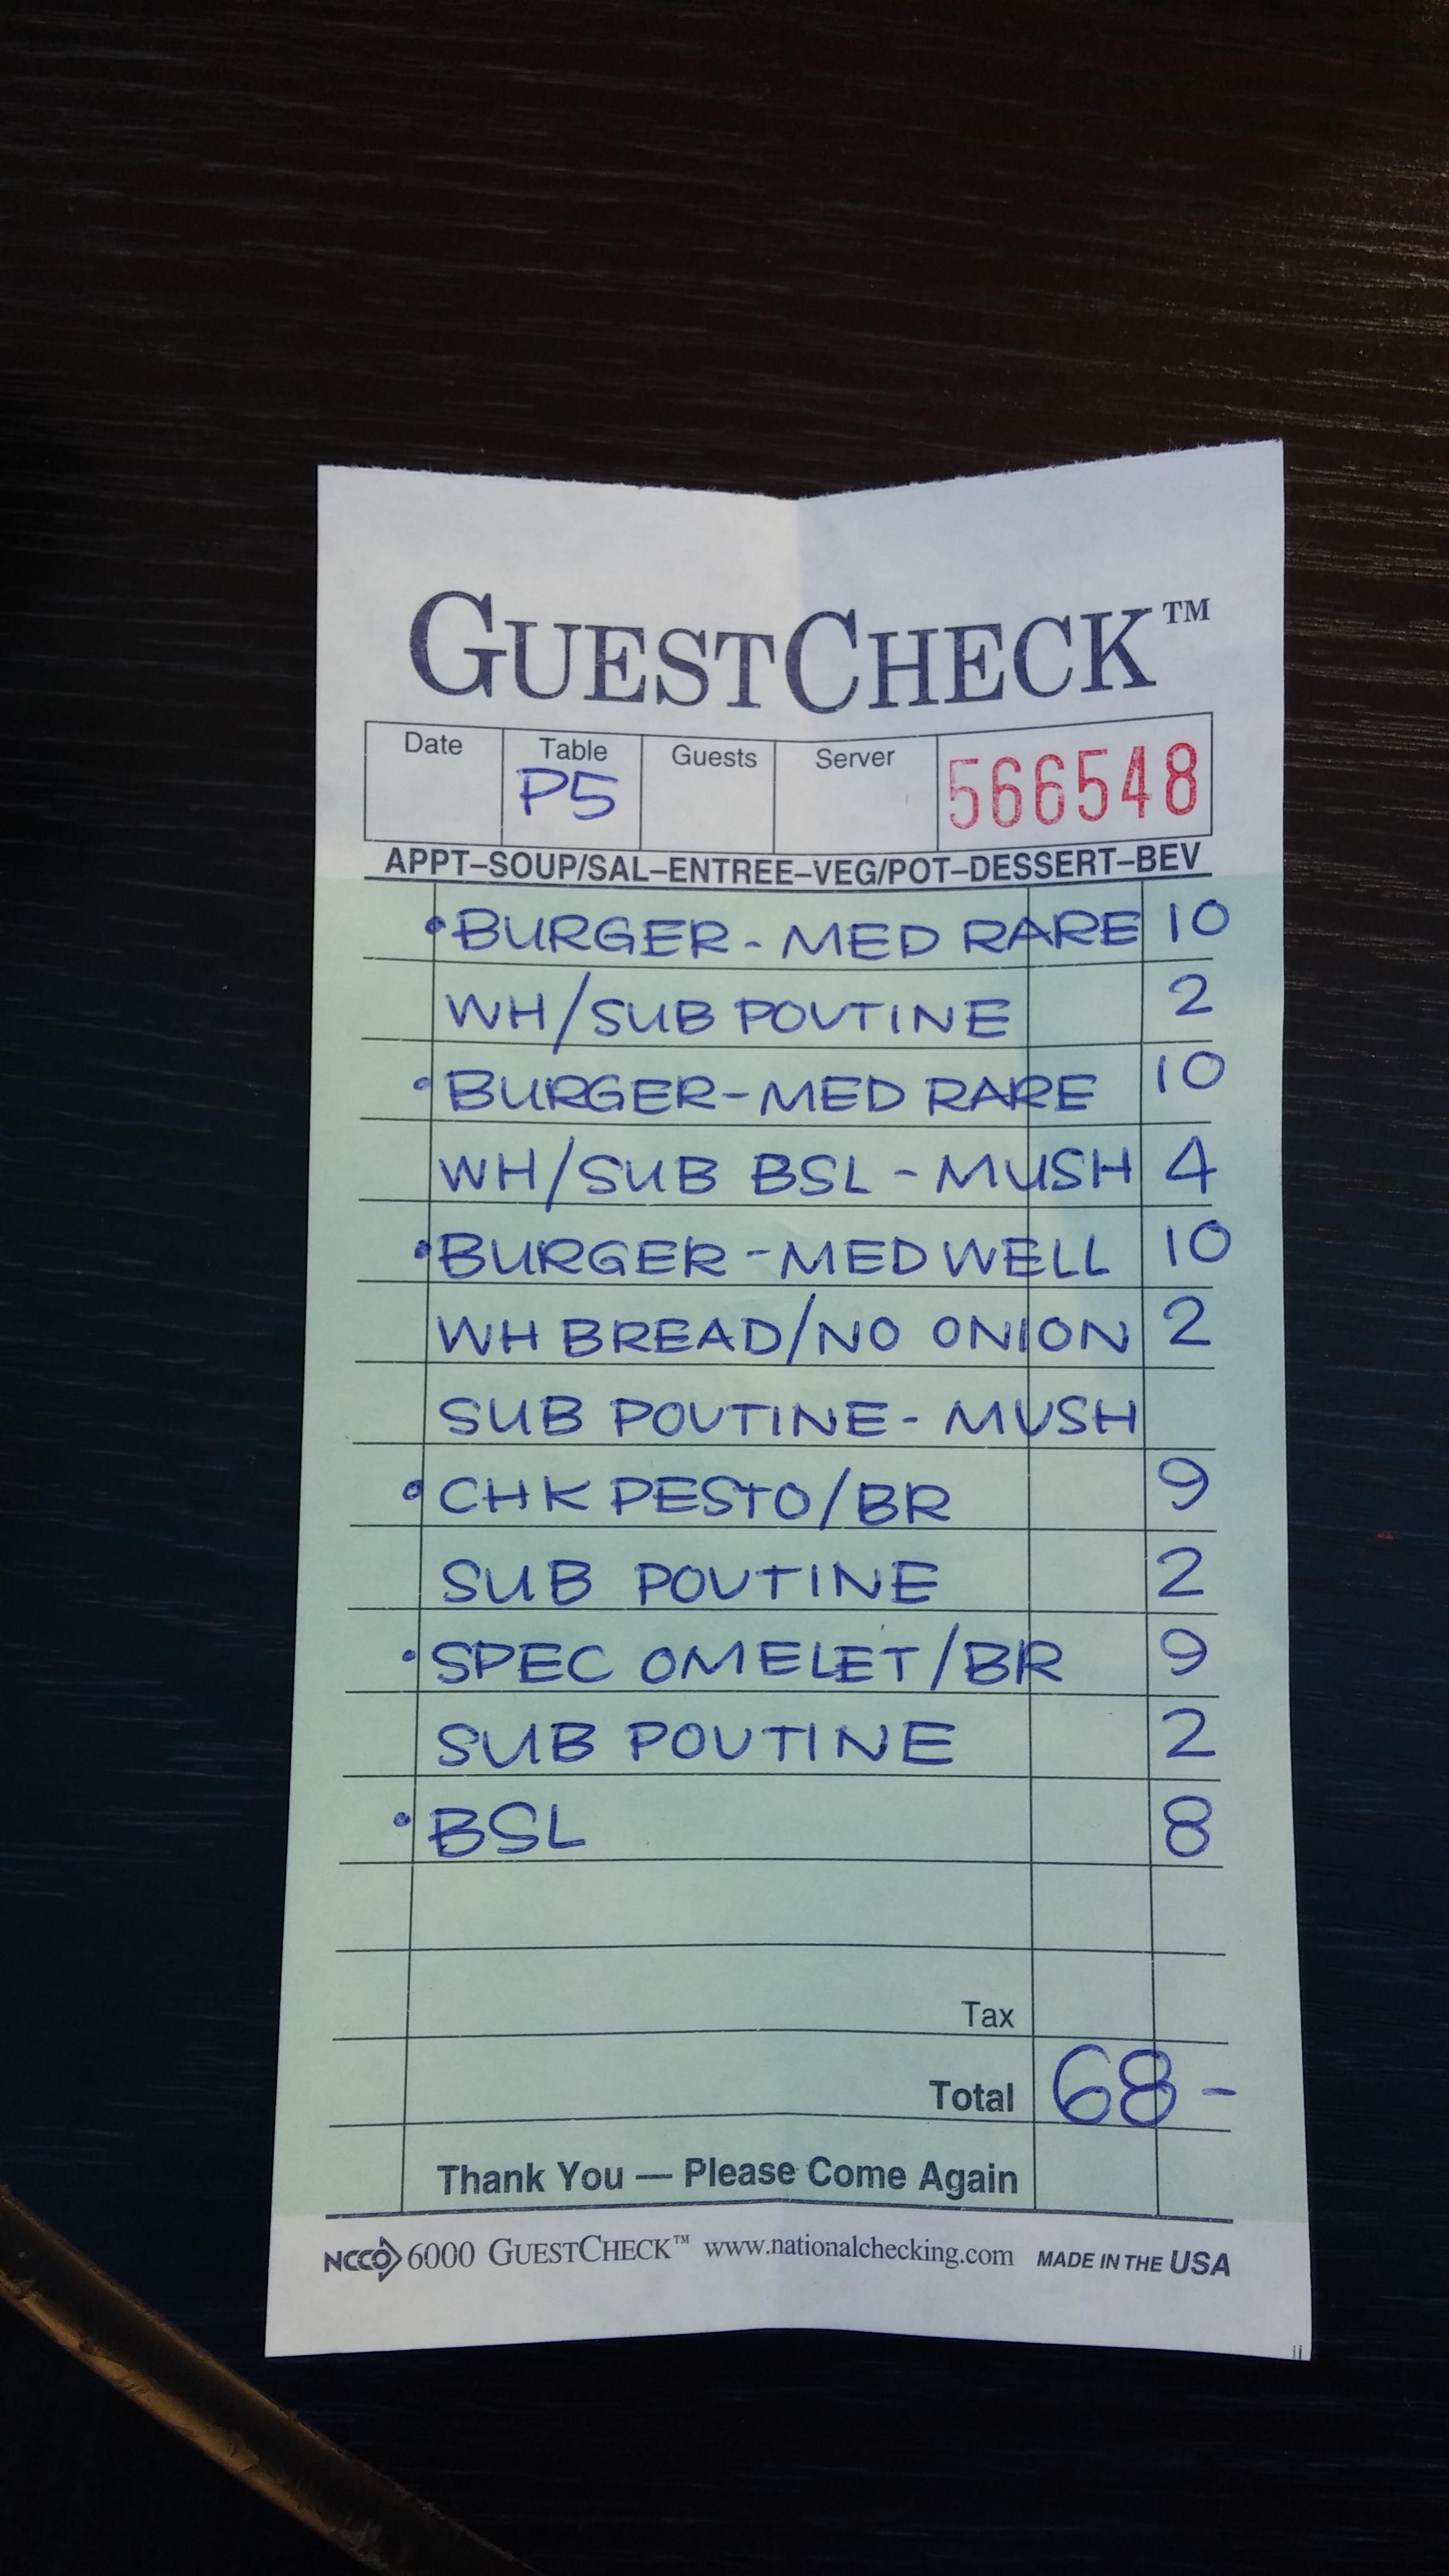 GUESTCHECK™
Date Table Guests Server 566548
P5
APPT–SOUP/SAL–ENTREE–VEG/POT–DESSERT–BEV
• BURGER - MED RARE 10
WH/SUB POUTINE 2
• BURGER - MED RARE 10
WH/SUB BSL - MUSH 4
• BURGER - MED WELL 10
WH BREAD/NO ONION 2
SUB POUTINE - MUSH
• CHK PESTO/BR 9
SUB POUTINE 2
• SPEC OMELET/BR 9
SUB POUTINE 2
• BSL 8
Tax
Total 68 -
Thank You — Please Come Again
NCCO 6000 GUESTCHECK™ www.nationalchecking.com MADE IN THE USA